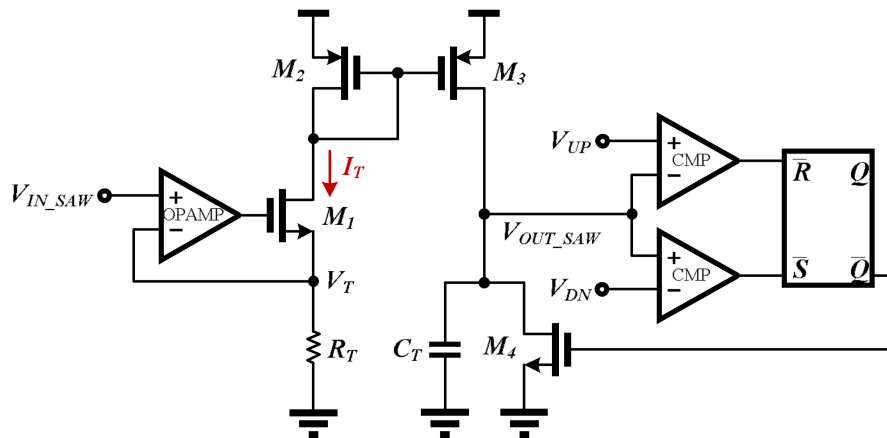 M2
M3
VUP
+
CMP
−
R
Q
IT
VIN_SAW
+
OPAMP
−
M1
VOUT_SAW
VT
+
CMP
−
S
Q
VDN
RT
CT
M4